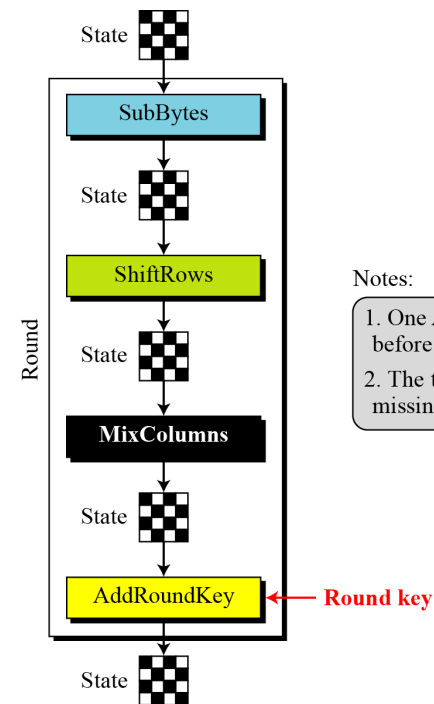 State
SubBytes
State
ShiftRows
Notes:
1. One
before
State
2. The
missin
Round
MixColumns
State
AddRoundKey
Round key
State